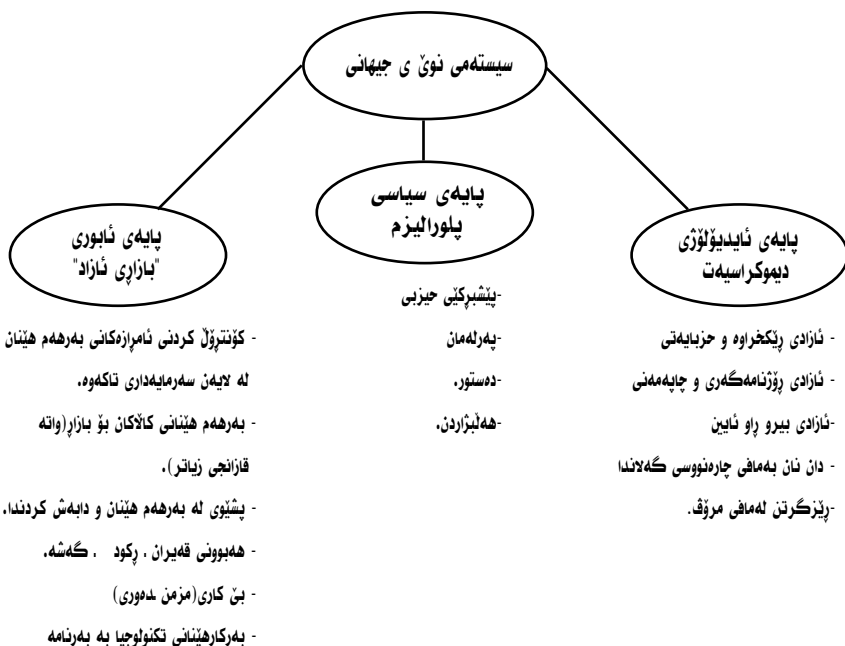 سیستەمی نوێ ی جیهانی
پایەی ئایدیۆلۆژی
دیموکراسیەت
- ئازادی ڕێکخراوە و حزبایەتی
- ئازادی ڕۆژنامەگەری و چاپەمەنی
-ئازادی بیرو ڕاو ئایین
- دان نان بەمافی چارەنووسی گەلاندا
-ڕێزگرتن لەمافی مرۆڤ.
پایەی سیاسی
پلورالیزم
-پێشبڕکێی حیزبی
-پەرلەمان
-دەستور.
-هەڵبژاردن.
پایەی ئابوری
"بازاڕی ئازاد"
- کۆنترۆڵ کردنی ئامرازەکانی بەرهەم هێنان
لە لایەن سەرمایەداری تاکەوە.
- بەرهەم هێنانی کاڵاکان بۆ بازاڕ(واتە
قازانجی زیاتر).
- پشێوی لە بەرهەم هێنان و دابەش کردندا.
- هەبوونی قەیران ، ڕکود ، گەشە.
- بێ کاری(مزمن ـدەوری)
- بەرکارهێنانی تکنولوجیا بە بەرنامە